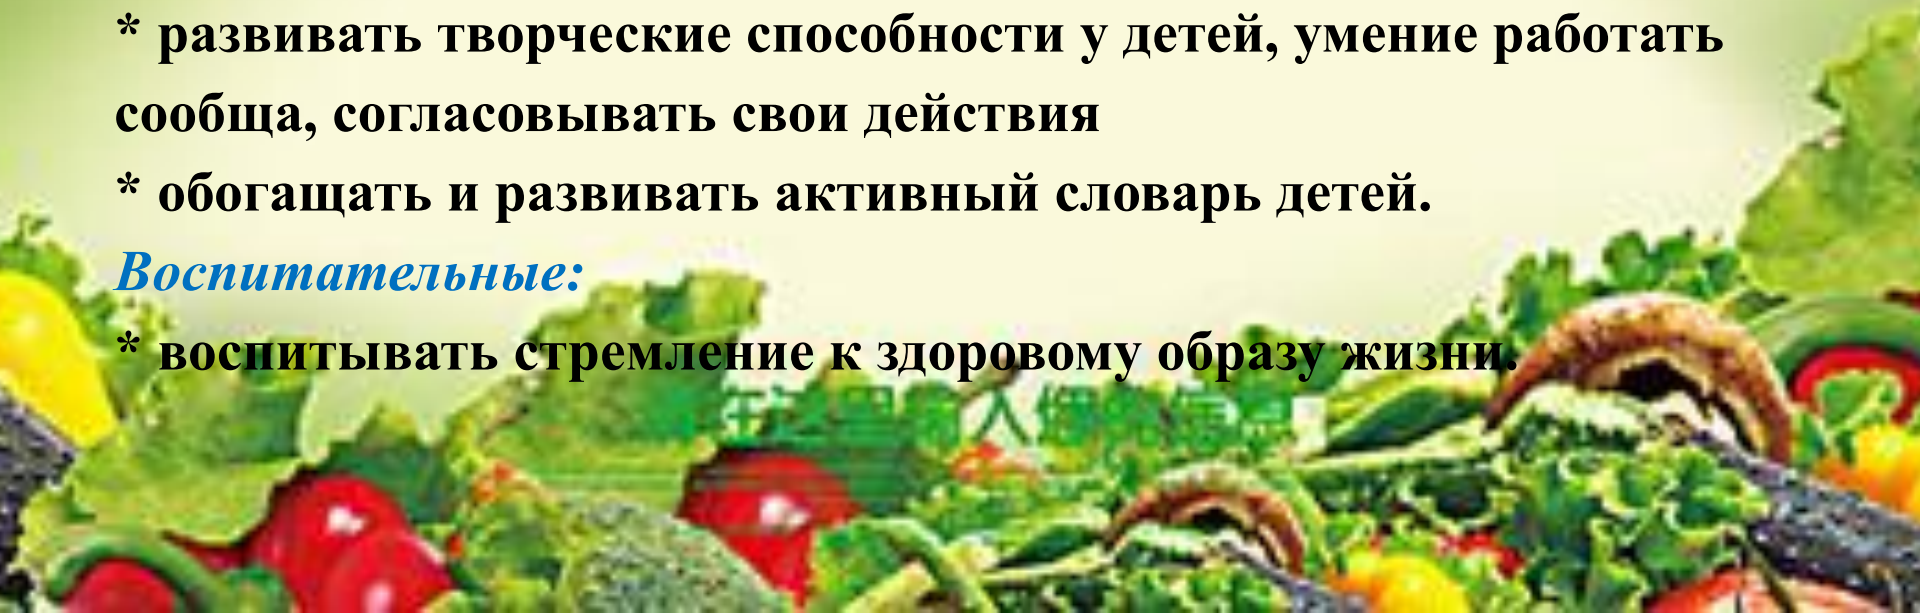 * развивать творческие способности у детей, умение работать
сообща, согласовывать свои действия
* обогащать и развивать активный словарь детей.
Воспитательные:
* воспитывать стремление к здоровому образу жизни.